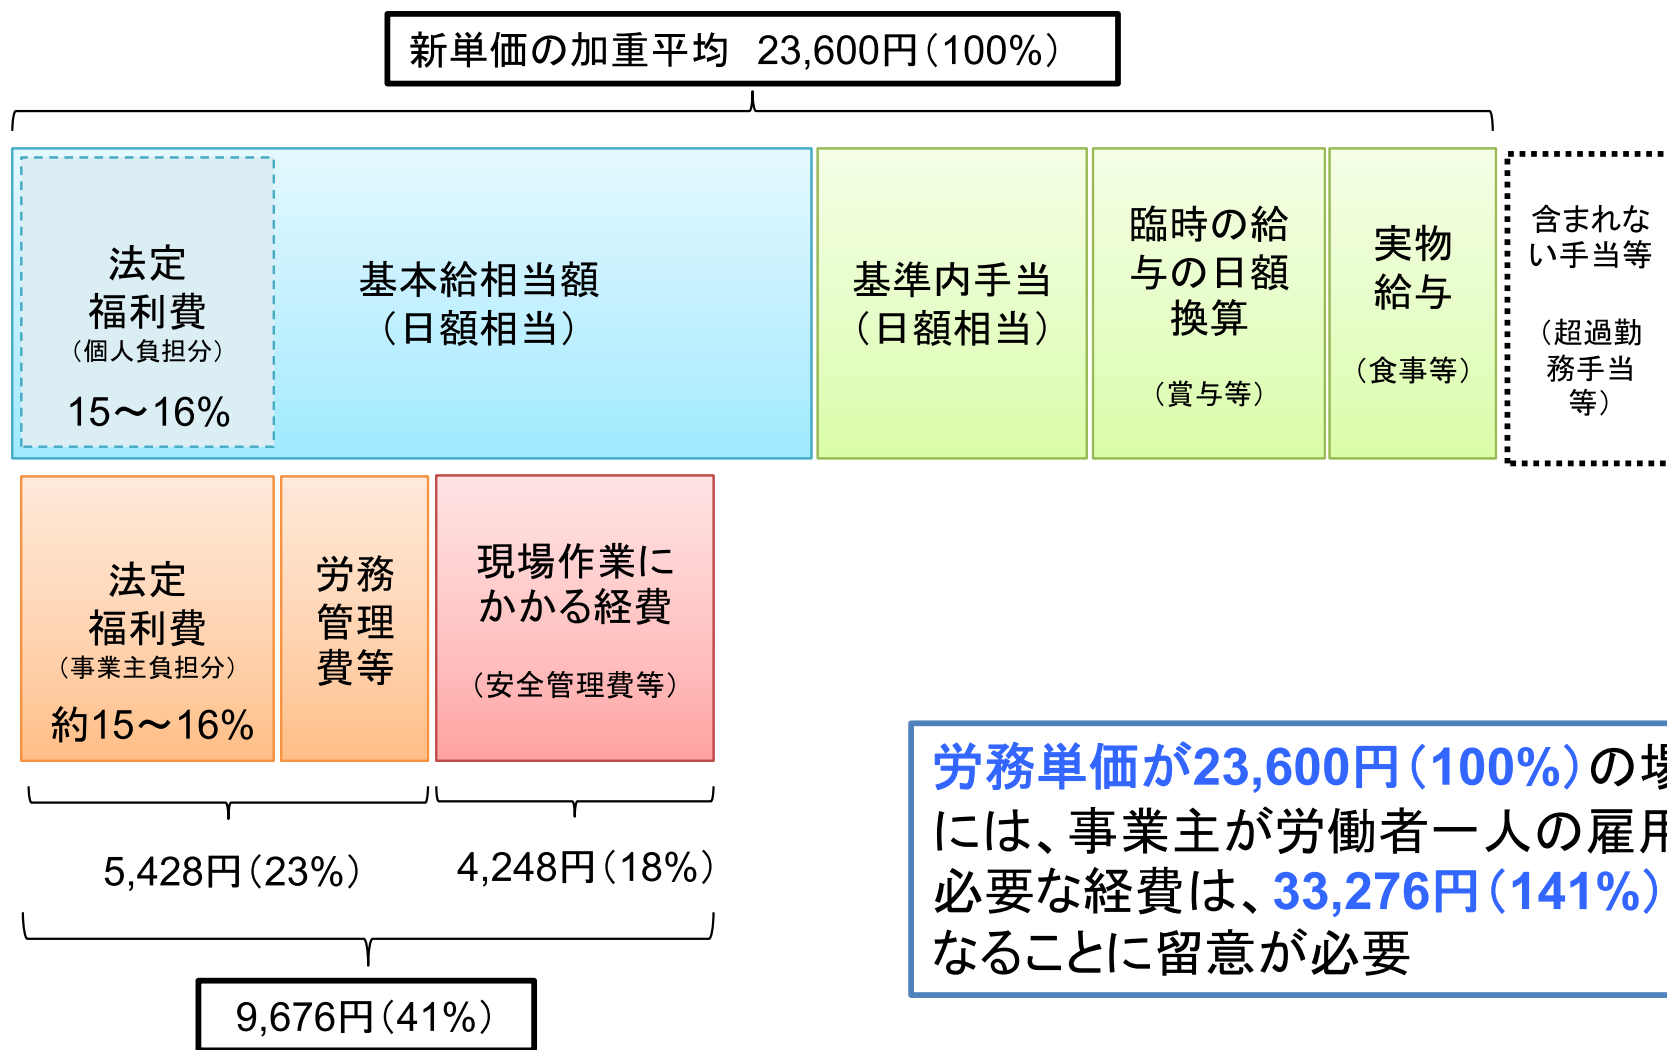 新単価の加重平均　23,600円（100%）
法定
福利費
（個人負担分）
15～16%
基本給相当額
（日額相当）
基準内手当
（日額相当）
臨時の給
与の日額
換算
（賞与等）
実物
給与
（食事等）
含まれな
い手当等
（超過勤
務手当
等）
法定
福利費
（事業主負担分）
約15～16%
労務
管理
費等
現場作業に
かかる経費
（安全管理費等）
5,428円（23%）
4,248円（18%）
9,676円（41%）
労務単価が23,600円（100%）の場
には、事業主が労働者一人の雇用
必要な経費は、33,276円（141%）
なることに留意が必要